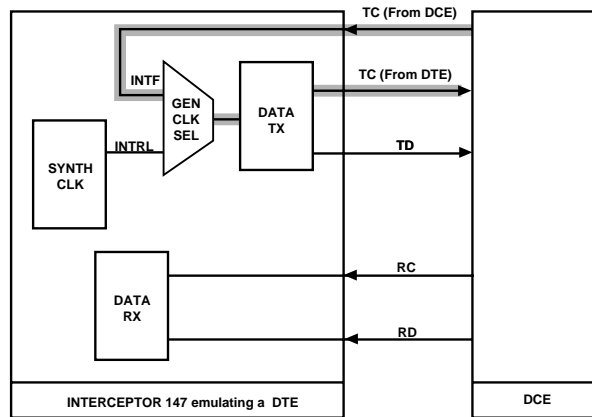 TC (From DCE)
INTF
TC (From DTE)
GEN
CLK
SEL
DATA
TX
TD
INTRL
SYNTH
CLK
RC
DATA
RX
RD
INTERCEPTOR 147 emulating a DTE
DCE